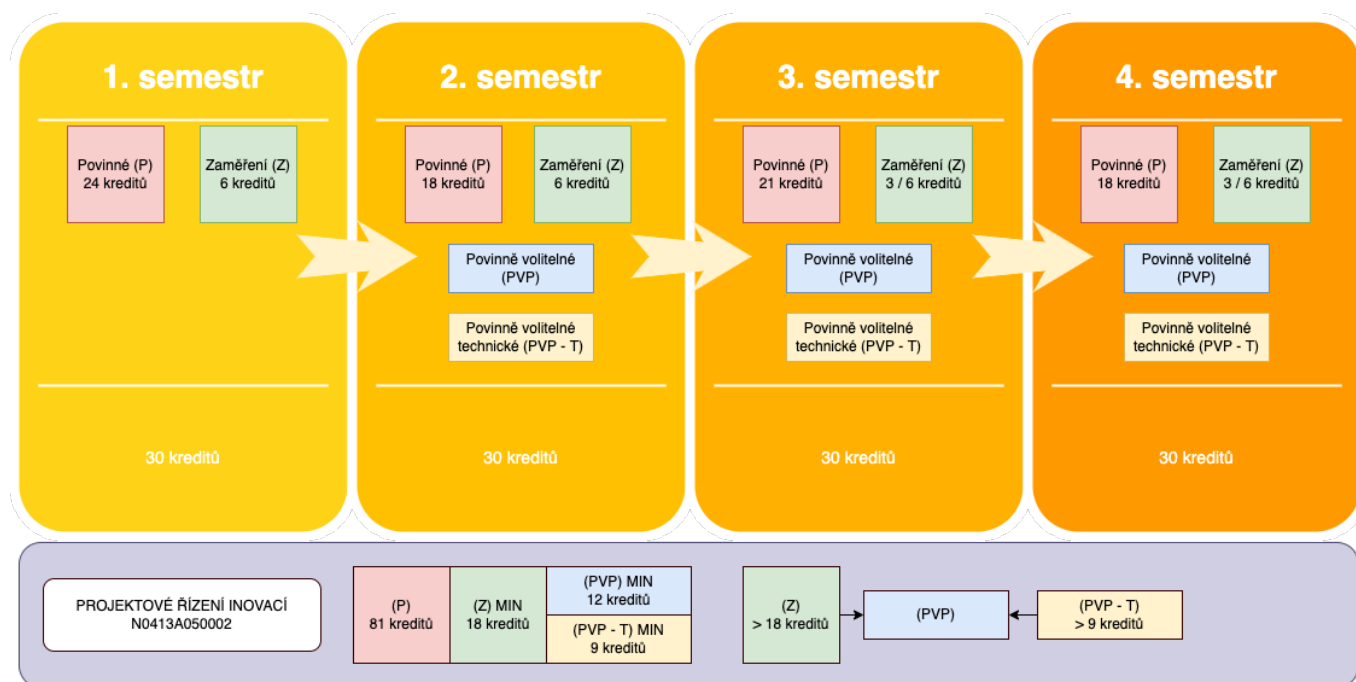 1. semestr
Povinné (P)
24 kreditů
Zaměření (Z)
6 kreditů
30 kreditů
2. semestr
Povinné (P)
18 kreditů
Zaměření (Z)
6 kreditů
Povinně volitelné
(PVP)
Povinně volitelné
technické (PVP - T)
30 kreditů
3. semestr
Povinné (P)
21 kreditů
Zaměření (Z)
3 / 6 kreditů
Povinně volitelné
(PVP)
Povinně volitelné
technické (PVP - T)
30 kreditů
4. semestr
Povinné (P)
18 kreditů
Zaměření (Z)
3 / 6 kreditů
Povinně volitelné
(PVP)
Povinně volitelné
technické (PVP - T)
30 kreditů
PROJEKTOVÉ ŘÍZENÍ INOVACÍ
N0413A050002
(P)
81 kreditů
(Z) MIN
18 kreditů
(PVP) MIN
12 kreditů
(PVP - T) MIN
9 kreditů
(Z)
> 18 kreditů
(PVP)
(PVP - T)
> 9 kreditů